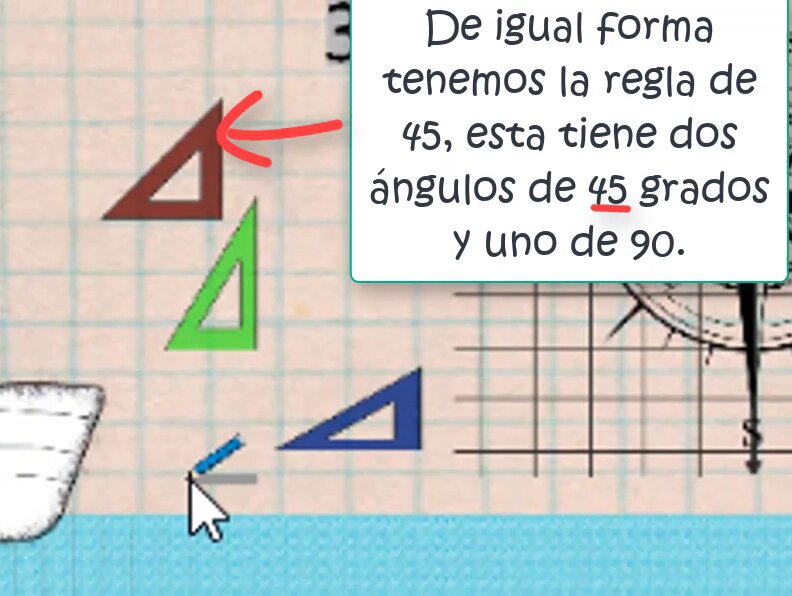 3
De igual forma
tenemos la regla de
45, esta tiene dos
ángulos de 45 grados
y uno de 90.
S